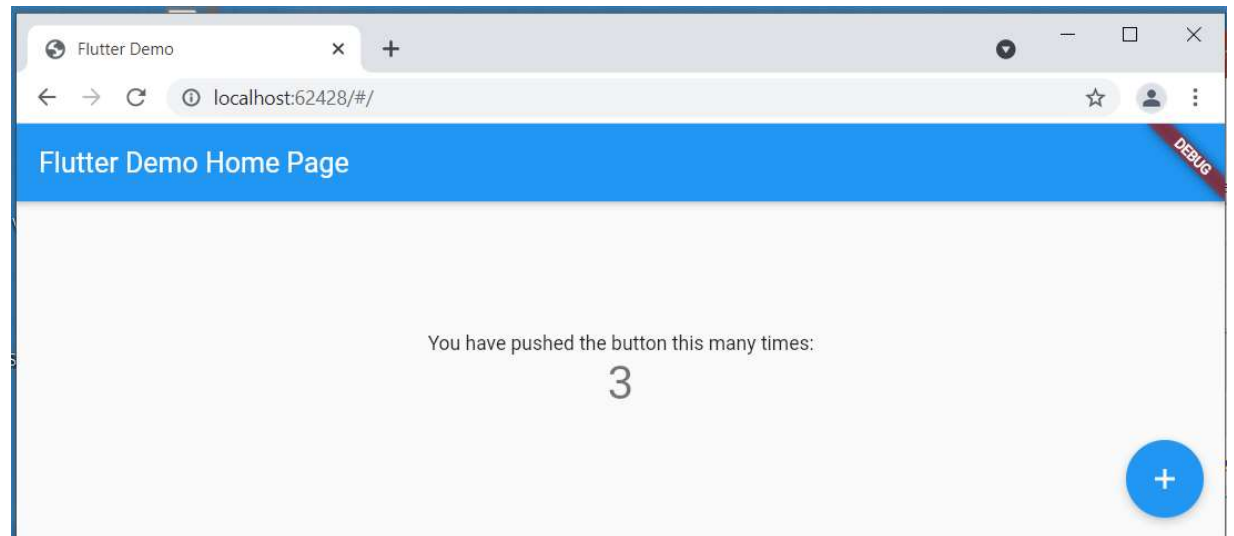 Flutter Demo
localhost:62428/#/
Flutter Demo Home Page
DEBUG
You have pushed the button this many times:
3